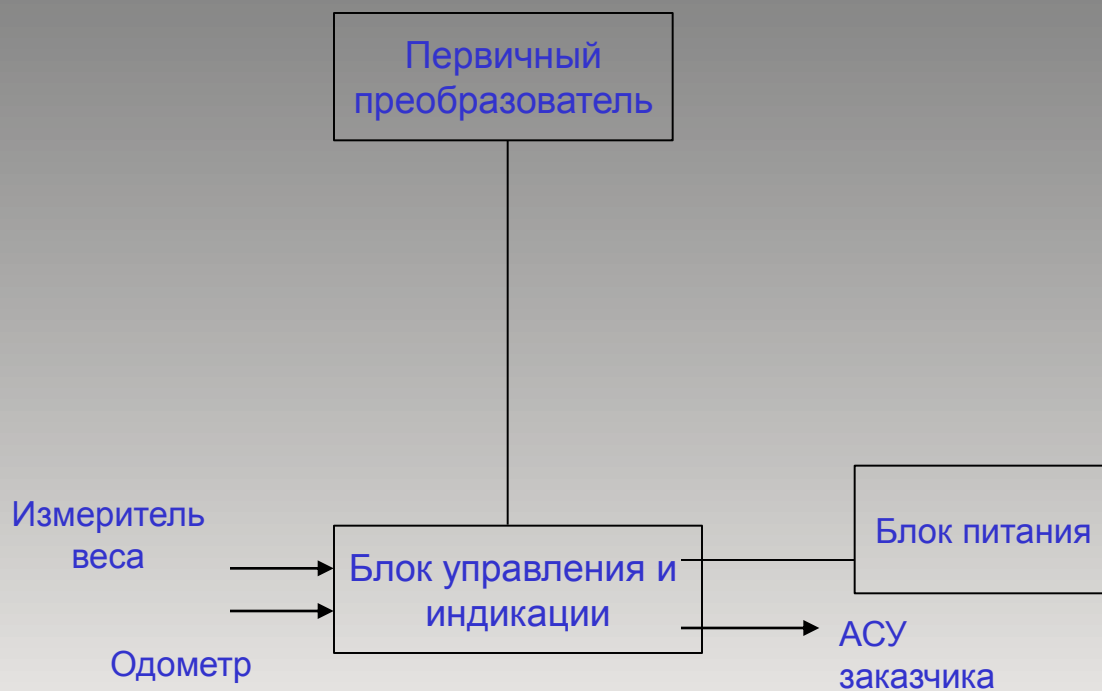 Первичный
преобразователь
Измеритель
веса
Блок управления и
индикации
Одометр
Блок питания
АСУ
заказчика